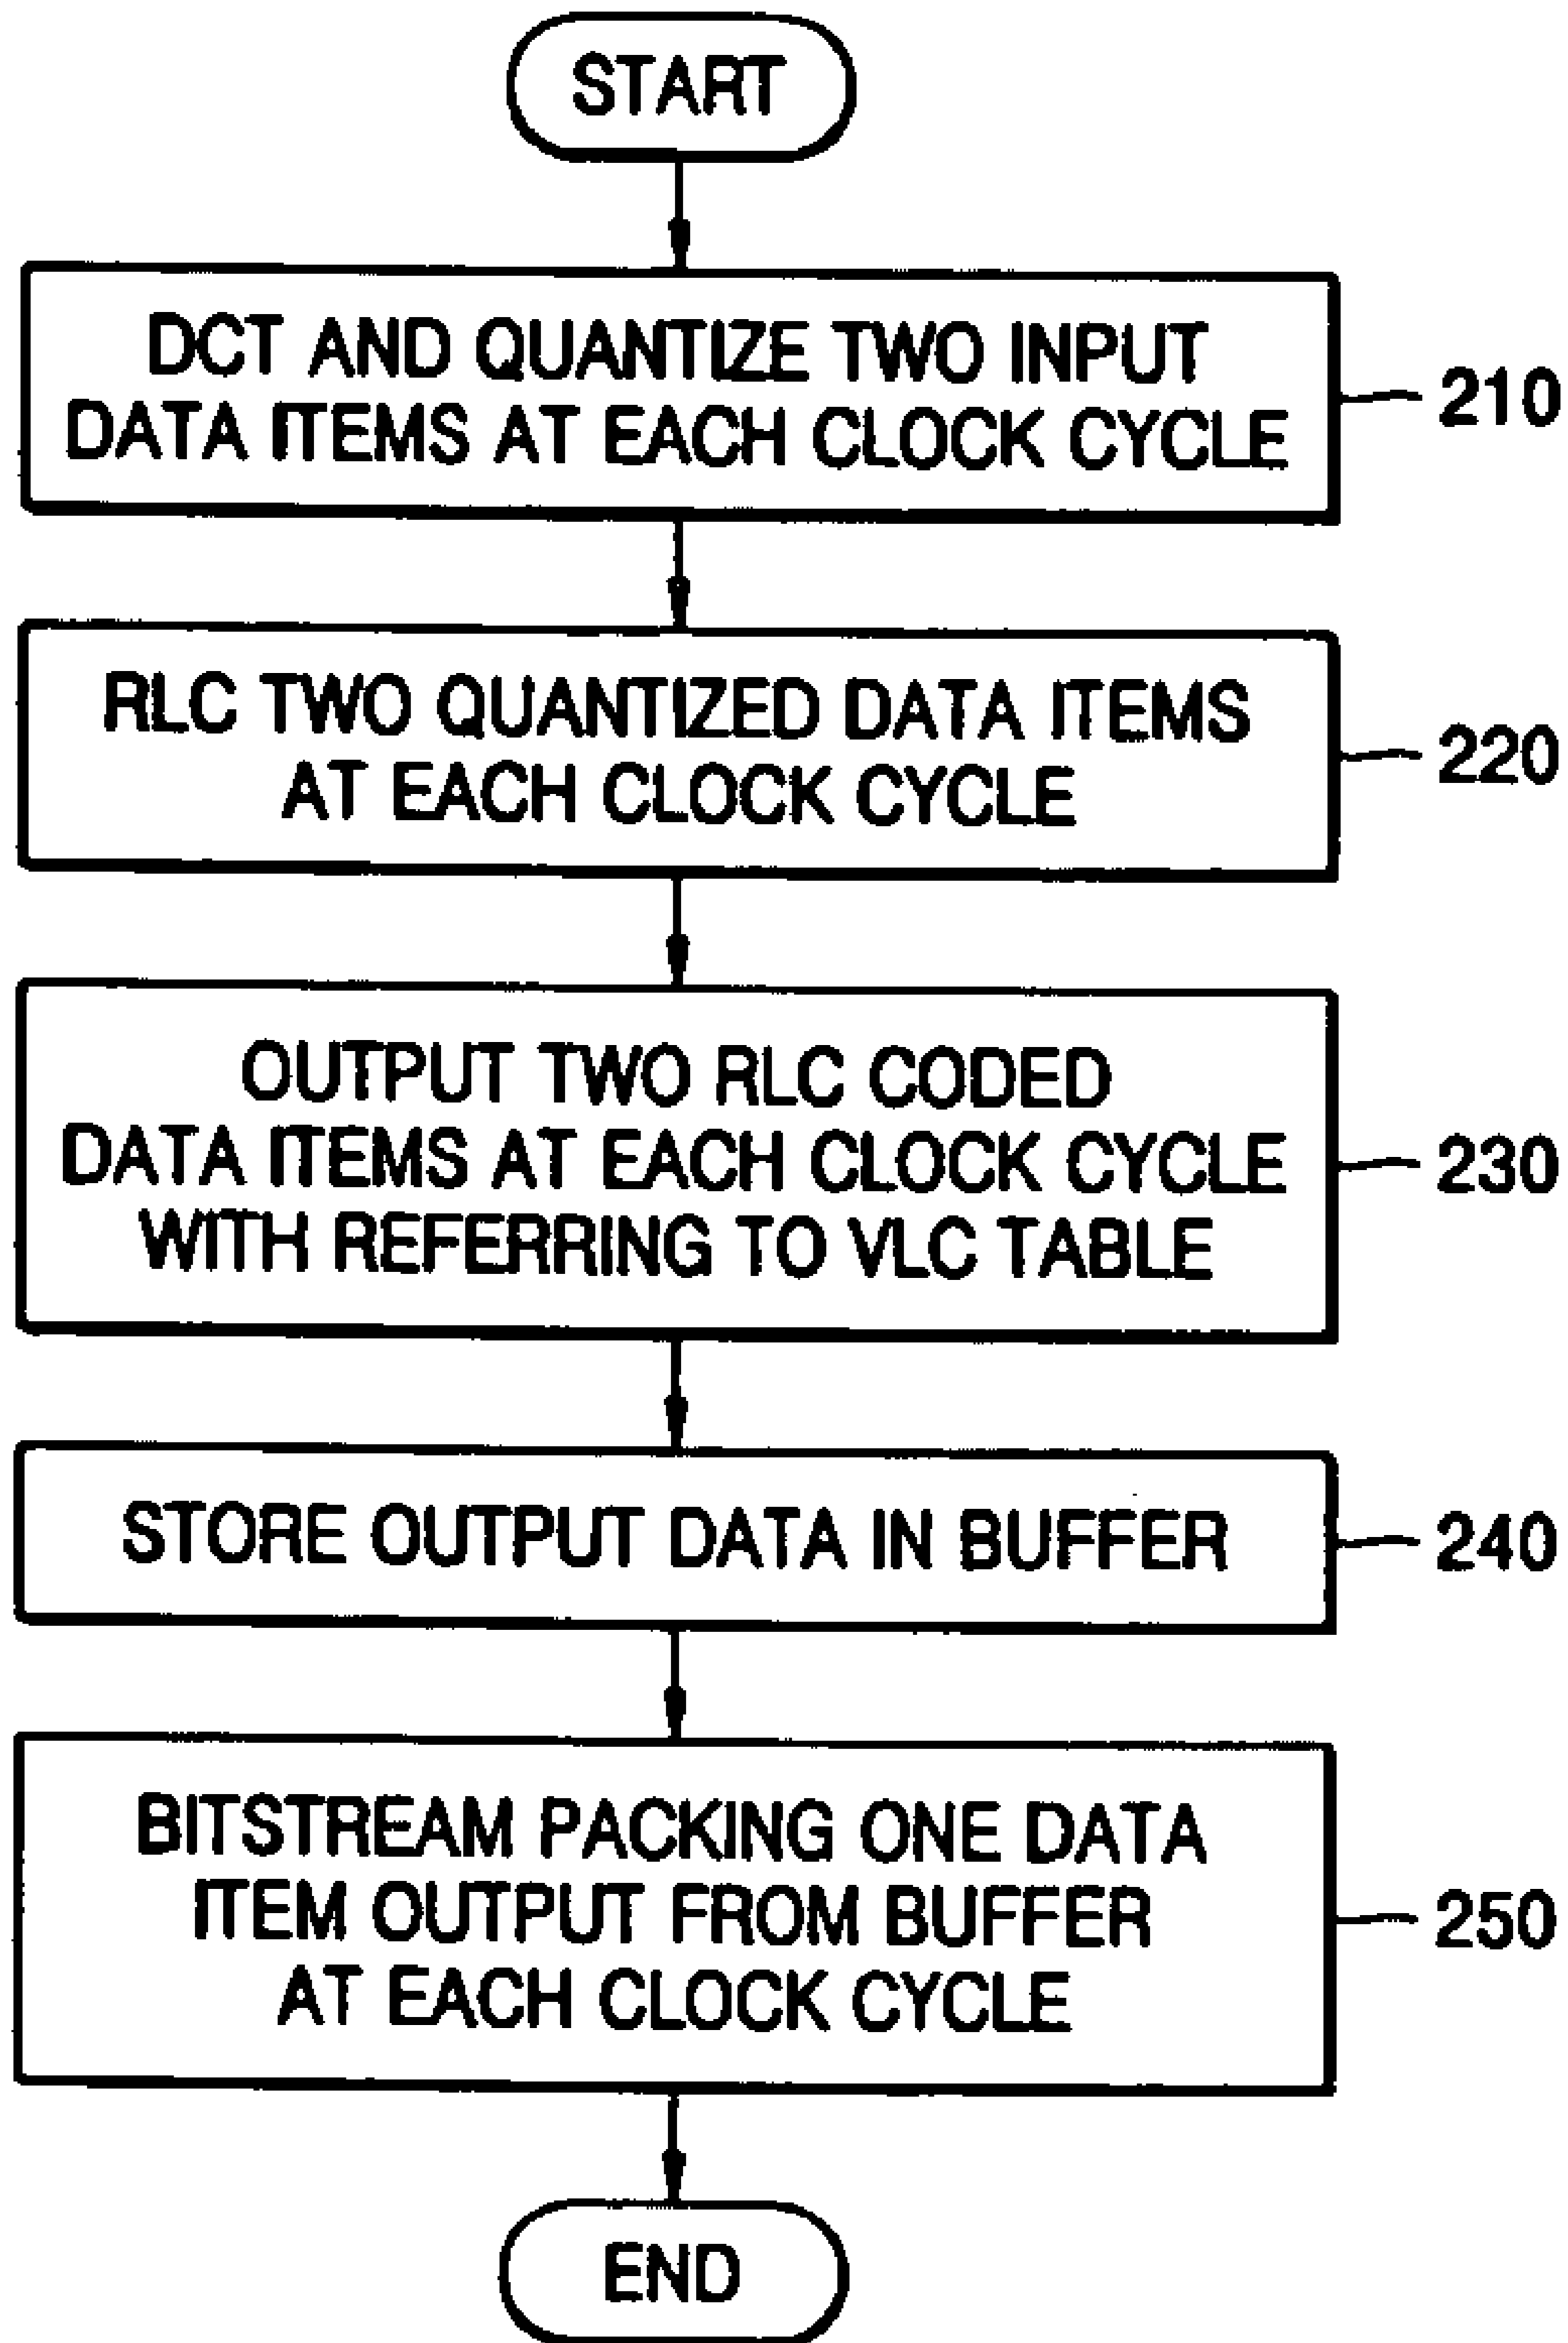 START
DCT AND QUANTIZE TWO INPUT
DATA ITEMS AT EACH CLOCK CYCLE
210
RLC TWO QUANTIZED DATA ITEMS
AT EACH CLOCK CYCLE
220
OUTPUT TWO RLC CODED
DATA ITEMS AT EACH CLOCK CYCLE
WITH REFERRING TO VLC TABLE
230
STORE OUTPUT DATA IN BUFFER
240
BITSTREAM PACKING ONE DATA
ITEM OUTPUT FROM BUFFER
AT EACH CLOCK CYCLE
250
END